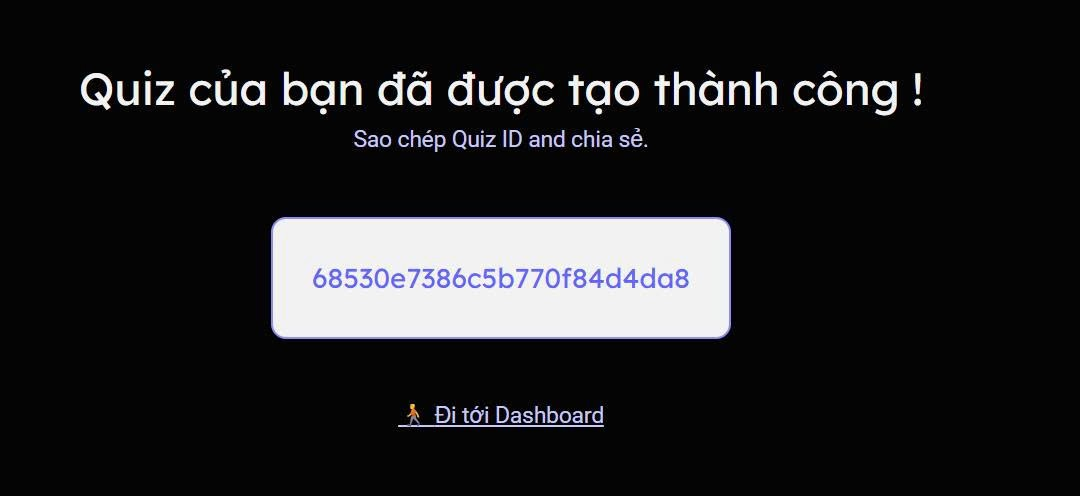 Quiz của bạn đã được tạo thành công !
Sao chép Quiz ID and chia sẻ.
68530e7386c5b770f84d4da8
Đi tới Dashboard